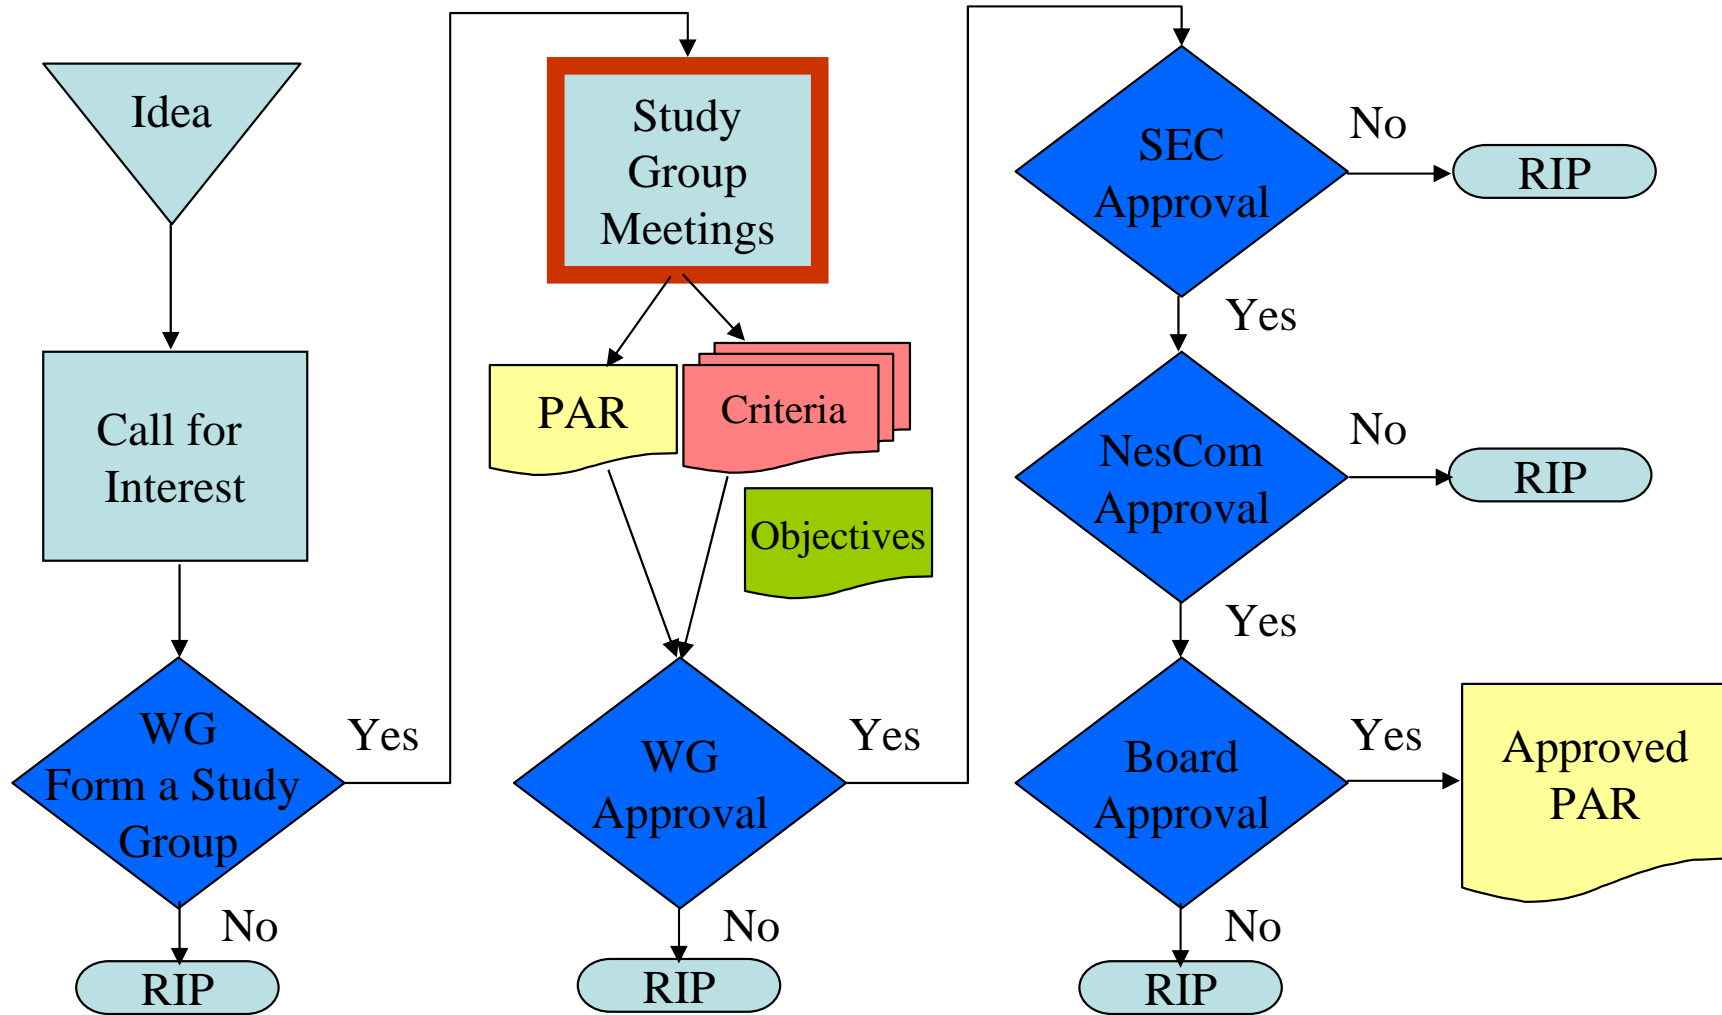 Idea
Call for
Interest
WG
Form a Study
Group
Yes
No
RIP
Study
Group
Meetings
PAR
Criteria
Objectives
WG
Approval
Yes
No
RIP
SEC
Approval
No
RIP
Yes
NesCom
Approval
No
RIP
Yes
Board
Approval
Yes
Approved
PAR
No
RIP